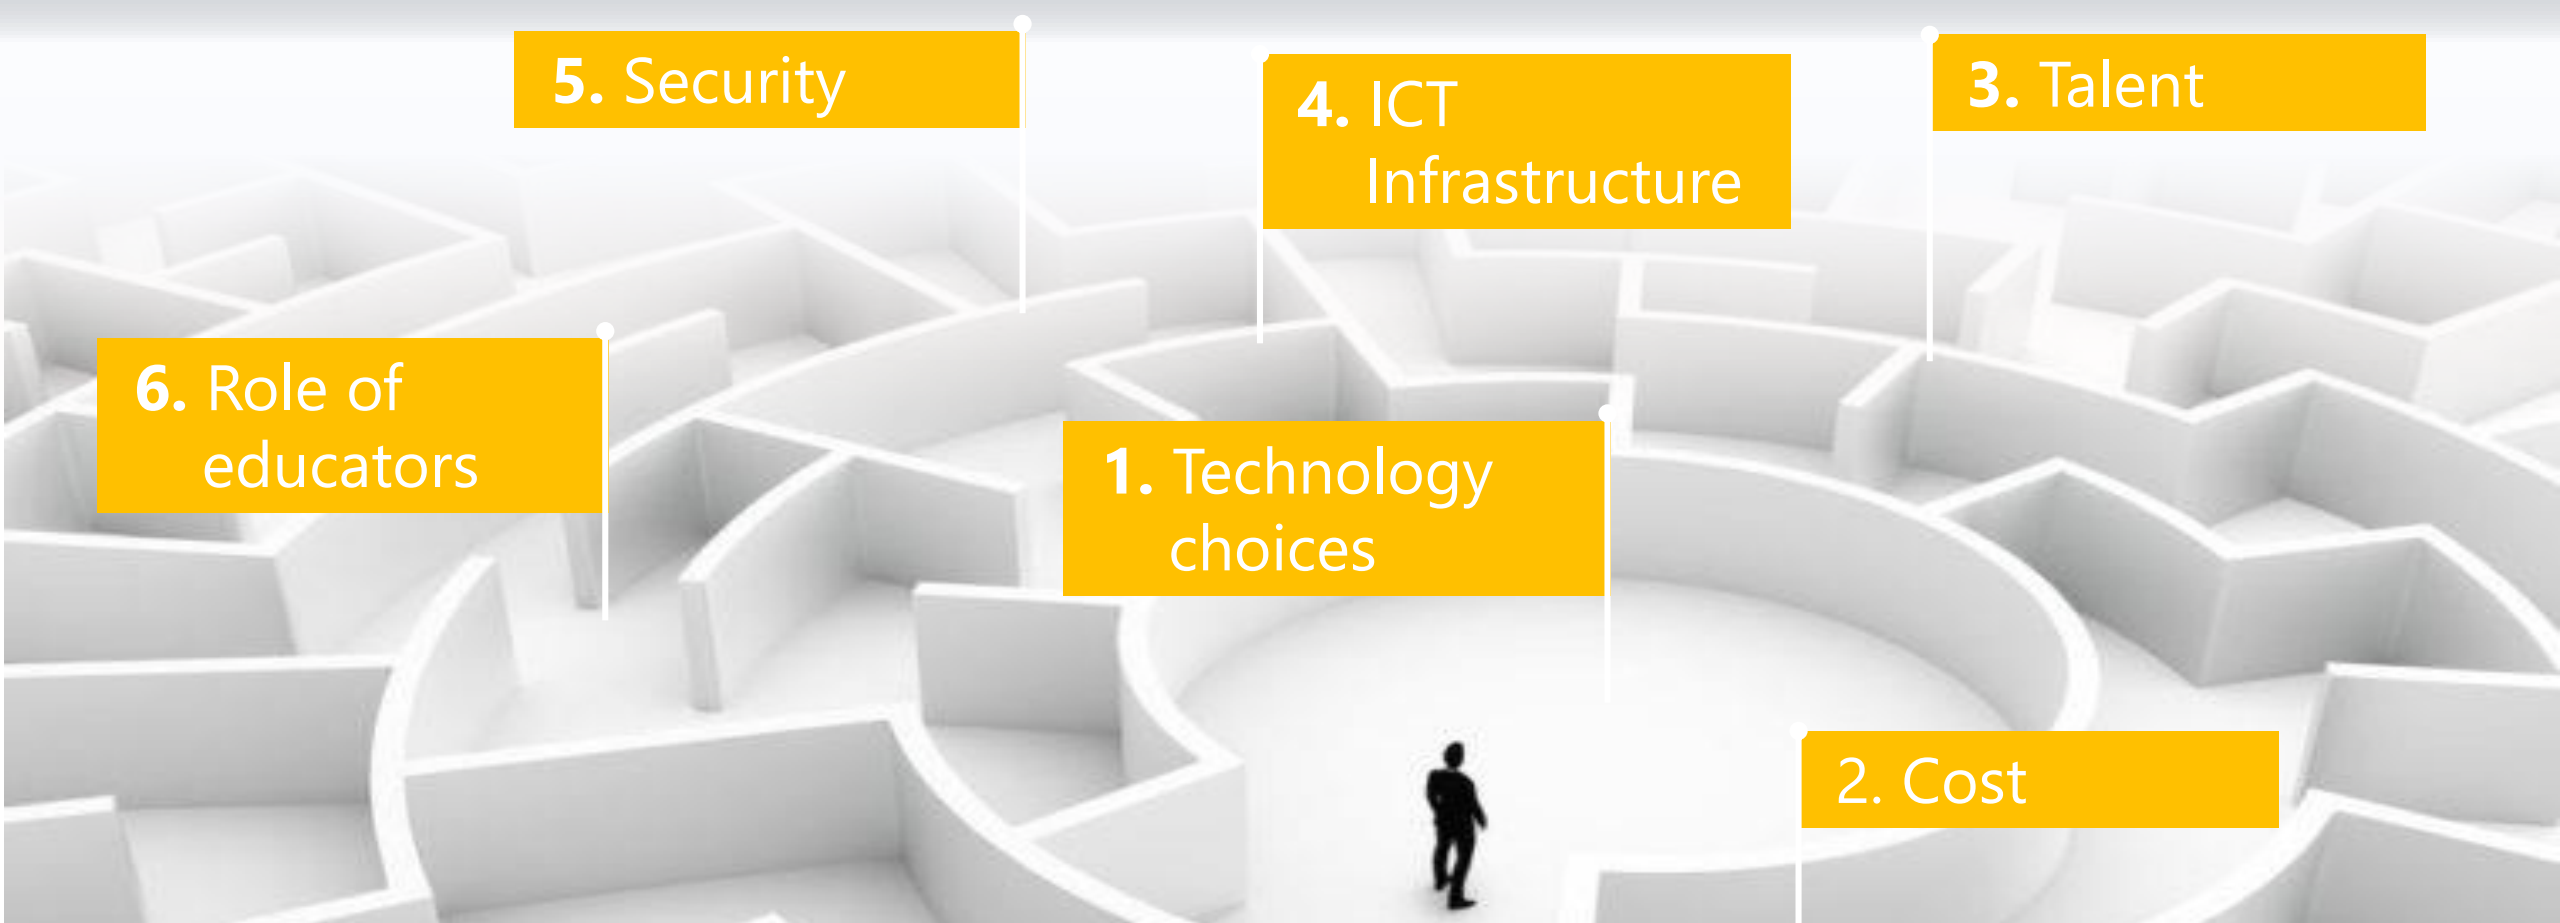 5. Security
4. ICT
Infrastructure
3. Talent
6. Role of
educators
1. Technology
choices
2. Cost